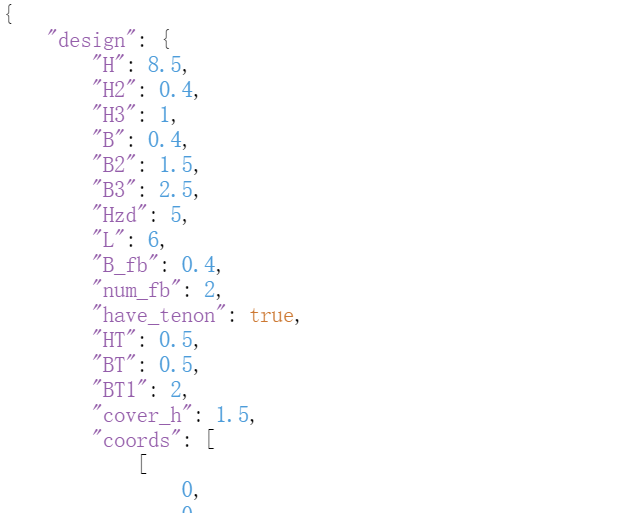 {
"design": {
"H": 8.5,
"H2": 0.4,
"H3": 1,
"B": 0.4,
"B2": 1.5,
"B3": 2.5,
"Hzd": 5,
"L": 6,
"B_fb": 0.4,
"num_fb": 2,
"have_tenon": true,
"HT": 0.5,
"BT": 0.5,
"BT1": 2,
"cover_h": 1.5,
"coords": [
[
0,